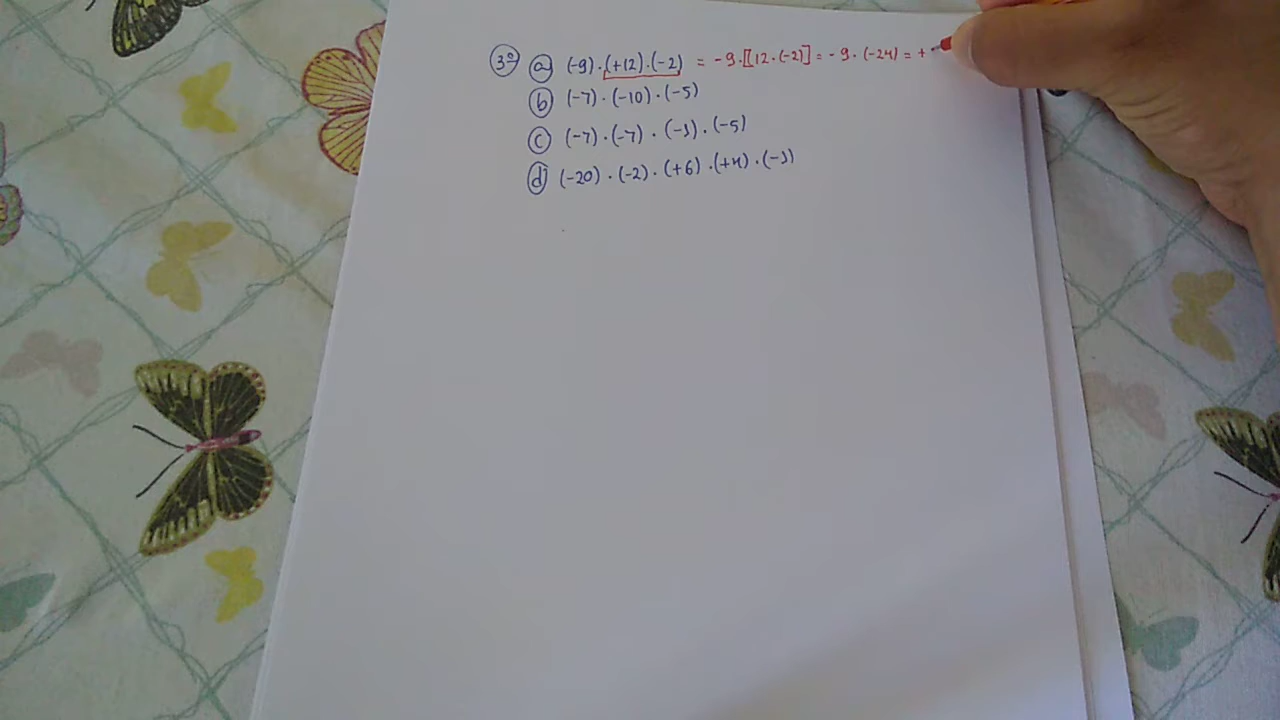 3º a) (-9)·(+12)·(-2) = -9·[[12·(-2)] = -9·(-24) = +
b) (-7)·(-10)·(-5)
c) (-7)·(-7)·(-3)·(-5)
d) (-20)·(-2)·(+6)·(+4)·(-3)